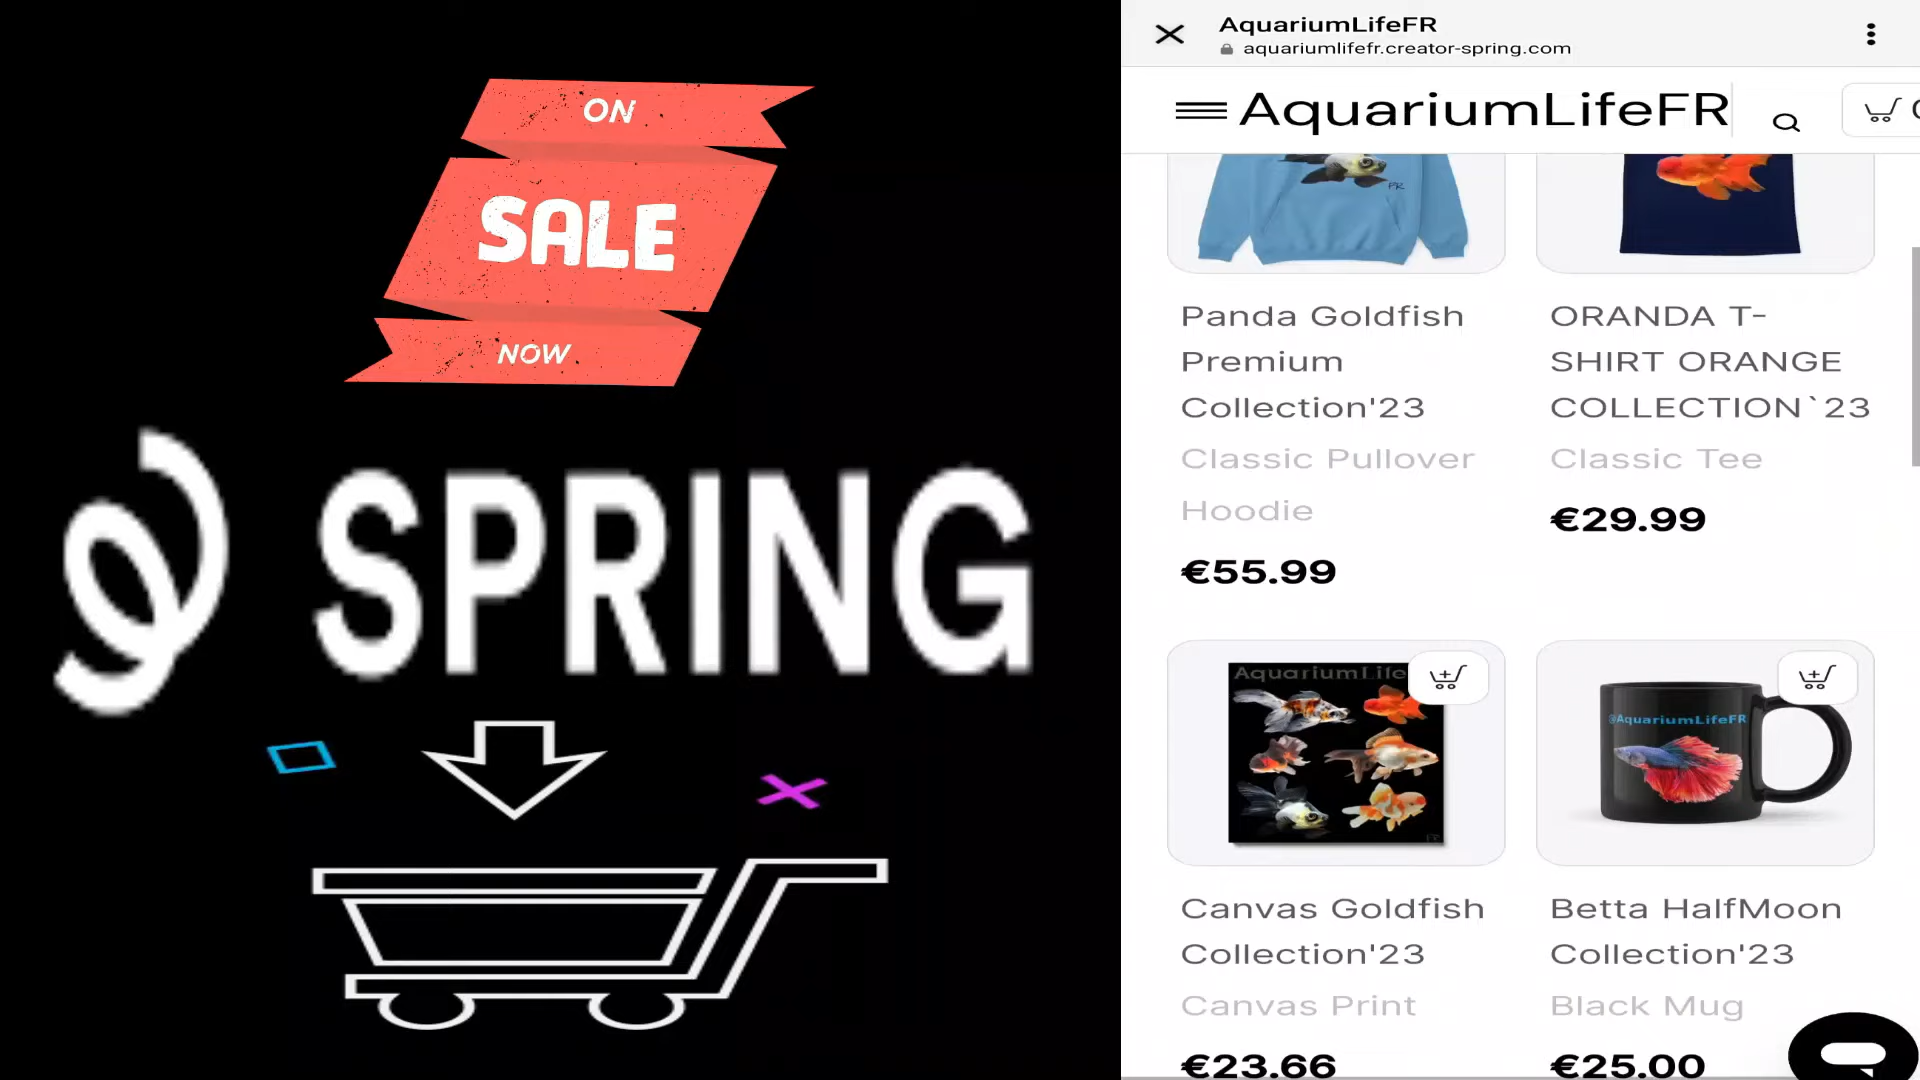 ON
SALE
NOW
SPRING
AquariumLifeFR
aquariumlifefr.creator-spring.com
AquariumLifeFR
FR
Panda Goldfish
Premium
Collection'23
Classic Pullover
Hoodie
€55.99
ORANDA T-
SHIRT ORANGE
COLLECTION`23
Classic Tee
€29.99
AquariumLife
@AquariumLifeFR
Canvas Goldfish
Collection'23
Canvas Print
€23.66
Betta HalfMoon
Collection'23
Black Mug
€25.00